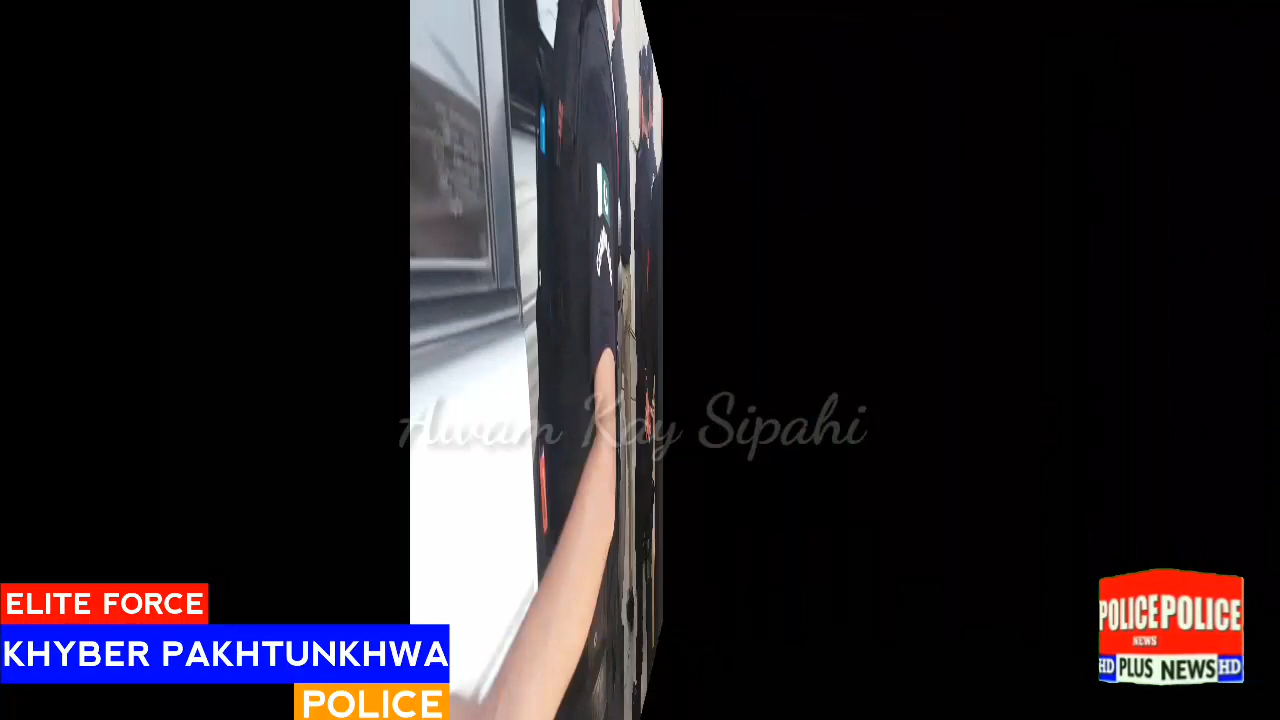 Awam Kay Sipahi
ELITE FORCE
KHYBER PAKHTUNKHWA
POLICE
POLICE POLICE
NEWS
HD PLUS NEWS HD